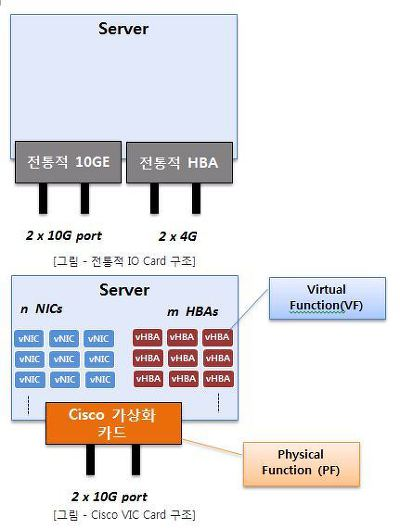 Server
전통적 10GE
전통적 HBA
2 x 10G port
2 x 4G
[그림 - 전통적 IO Card 구조]
Server
n NICs
m HBAs
vNIC vNIC vNIC
vHBA vHBA vHBA
vNIC vNIC vNIC
vHBA vHBA vHBA
vNIC vNIC vNIC
vHBA vHBA vHBA
Virtual
Function(VF)
Cisco 가상화
카드
Physical
Function (PF)
2 x 10G port
[그림 - Cisco VIC Card 구조]